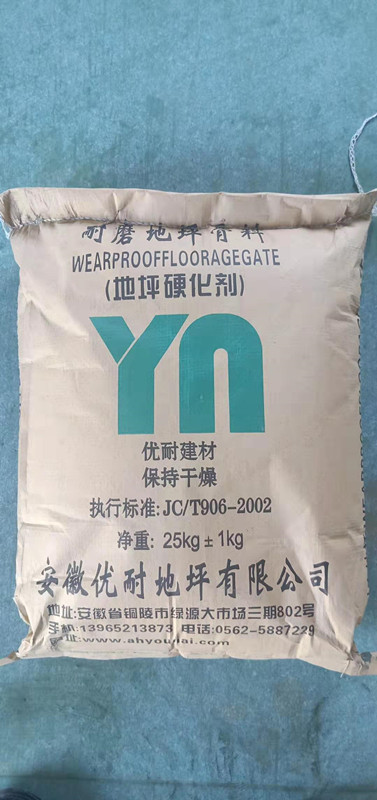 耐磨地坪骨料
WEARPROOFFLOORAGEGATE
(地坪硬化剂)
Yn
优耐建材
保持干燥
执行标准: JC/T906-2002
净重: 25kg±1kg
安徽优耐地坪有限公司
地址:安徽省铜陵市绿源大市场三期802号
手机:13965213873 电话:0562-5887229
网址:www.ahyoudai.com